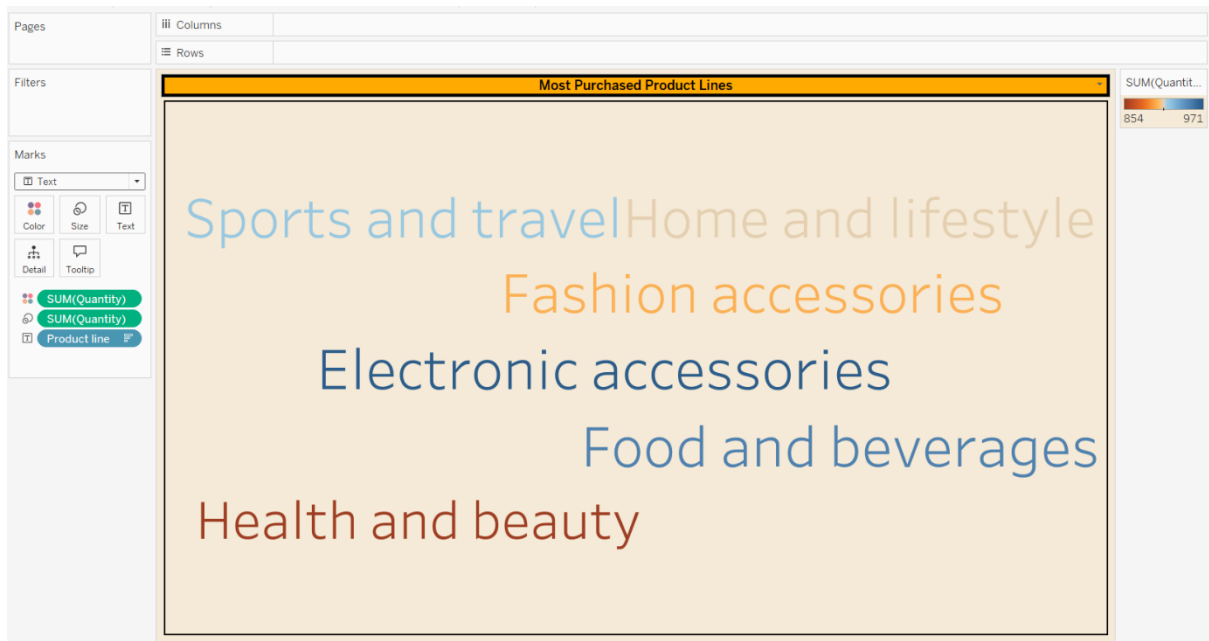 Pages
Columns
Rows
Filters
Most Purchased Product Lines
SUM(Quantit...
854 971
Marks
Text
Color Size Text
Detail Tooltip
SUM(Quantity)
SUM(Quantity)
Product line
Sports and travel Home and lifestyle
Fashion accessories
Electronic accessories
Food and beverages
Health and beauty